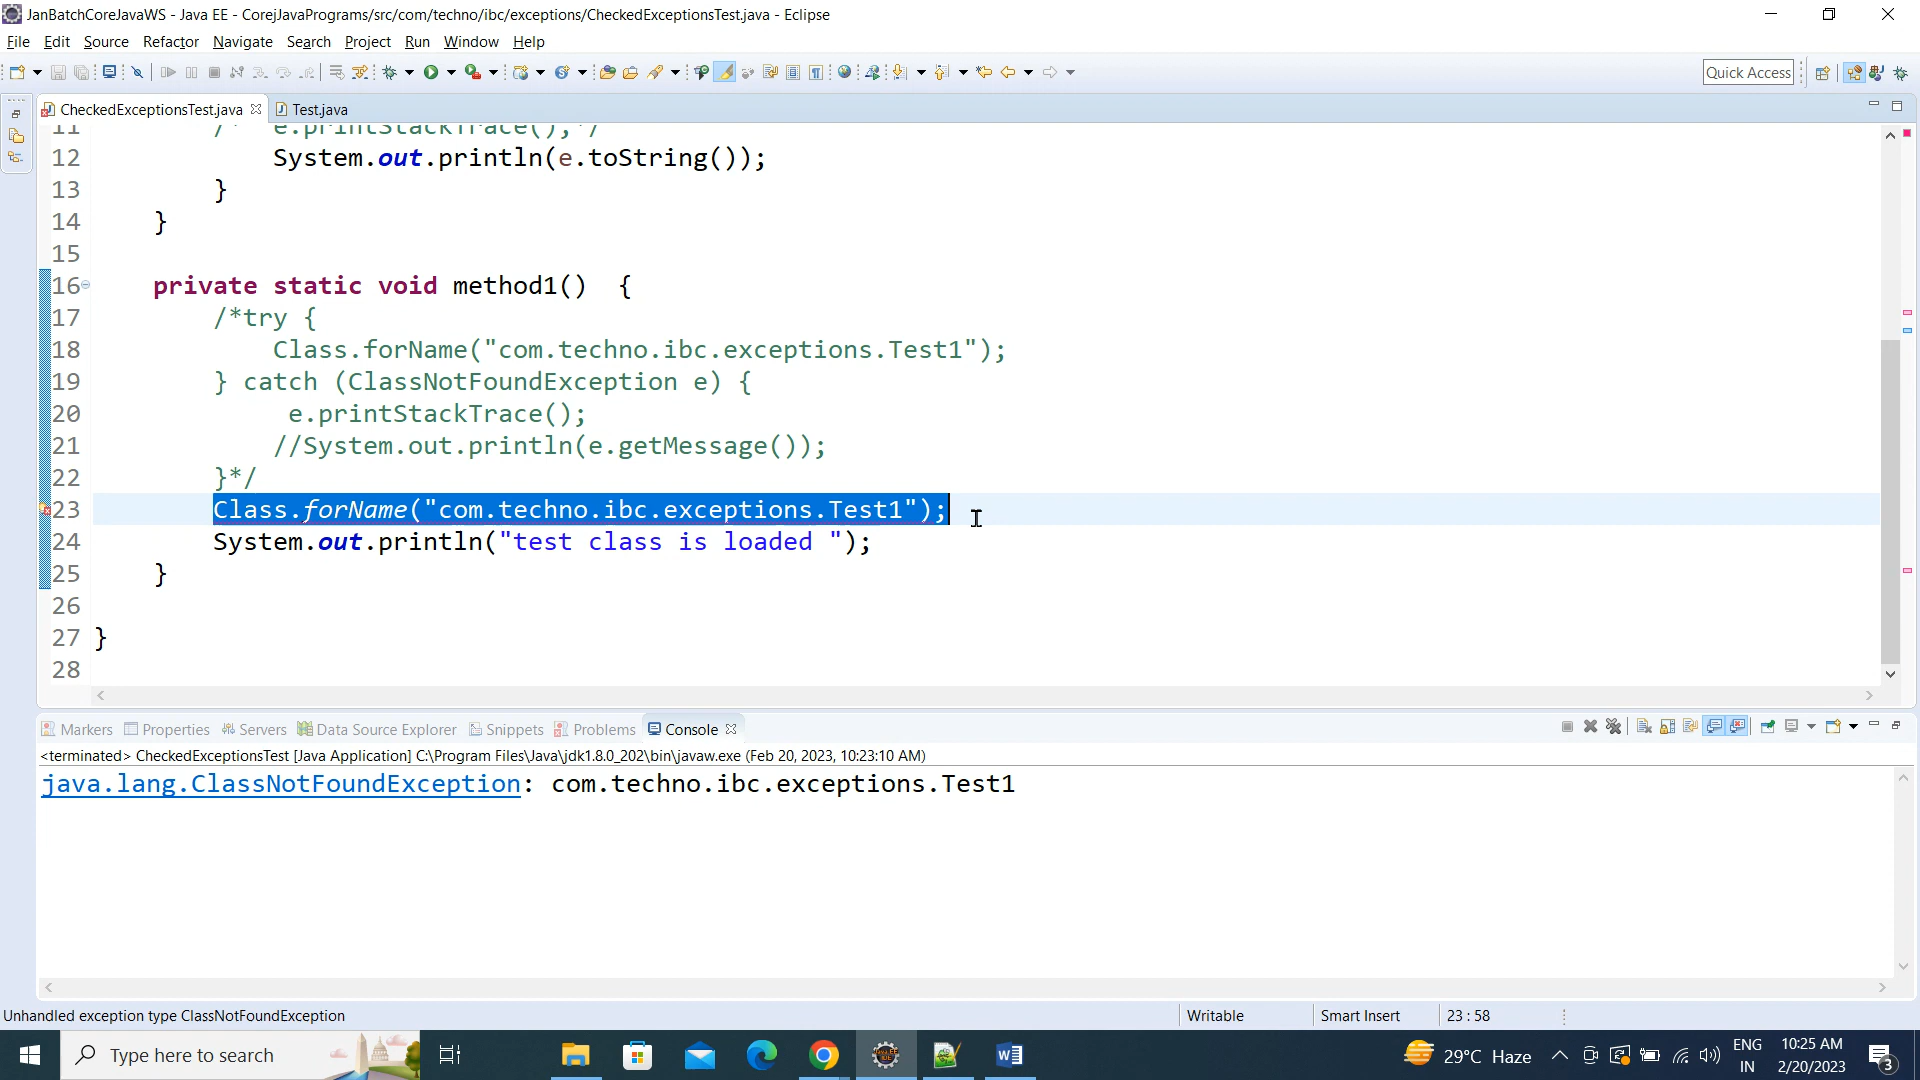 JanBatchCoreJavaWS - Java EE - CorejJavaPrograms/src/com/techno/ibc/exceptions/CheckedExceptionsTest.java - Eclipse
File Edit Source Refactor Navigate Search Project Run Window Help
Quick Access
CheckedExceptionsTest.java Test.java
11 /* e.printStackTrace();*/
12 System.out.println(e.toString());
13 }
14 }
15
16 private static void method1() {
17 /*try {
18 Class.forName("com.techno.ibc.exceptions.Test1");
19 } catch (ClassNotFoundException e) {
20 e.printStackTrace();
21 //System.out.println(e.getMessage());
22 }*/
23 Class.forName("com.techno.ibc.exceptions.Test1");
24 System.out.println("test class is loaded ");
25 }
26
27 }
28
Markers Properties Servers Data Source Explorer Snippets Problems Console
<terminated> CheckedExceptionsTest [Java Application] C:\Program Files\Java\jdk1.8.0_202\bin\javaw.exe (Feb 20, 2023, 10:23:10 AM)
java.lang.ClassNotFoundException: com.techno.ibc.exceptions.Test1
Unhandled exception type ClassNotFoundException Writable Smart Insert 23 : 58
Type here to search 29°C Haze ENG IN 10:25 AM 2/20/2023 3